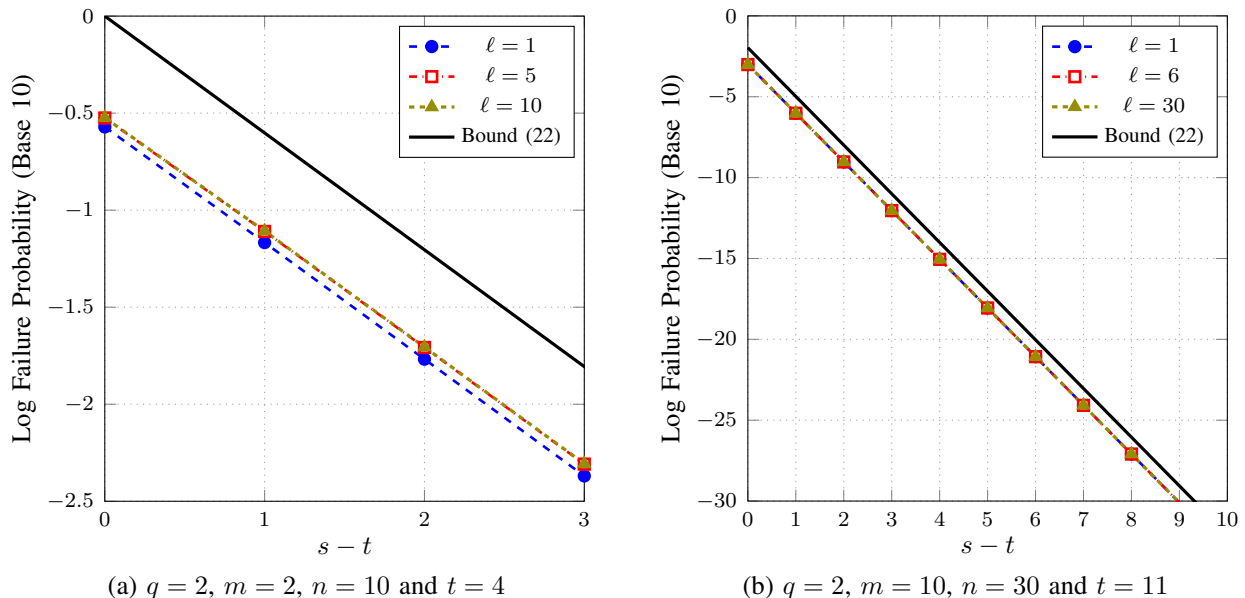 0
−0.5
−1
−1.5
−2
−2.5
0 1 2 3
s − t
Log Failure Probability (Base 10)
ℓ = 1
ℓ = 5
ℓ = 10
Bound (22)
(a) q = 2, m = 2, n = 10 and t = 4
0
−5
−10
−15
−20
−25
−30
0 1 2 3 4 5 6 7 8 9 10
s − t
Log Failure Probability (Base 10)
ℓ = 1
ℓ = 6
ℓ = 30
Bound (22)
(b) q = 2, m = 10, n = 30 and t = 11